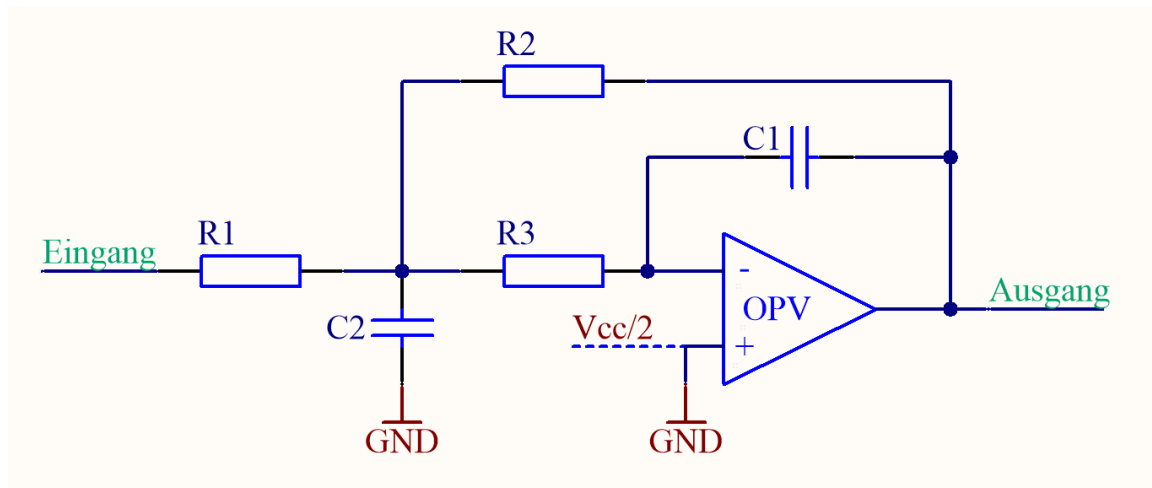 R2
C1
R1
R3
Eingang
-
OPV
Ausgang
C2
Vcc/2
+
GND
GND